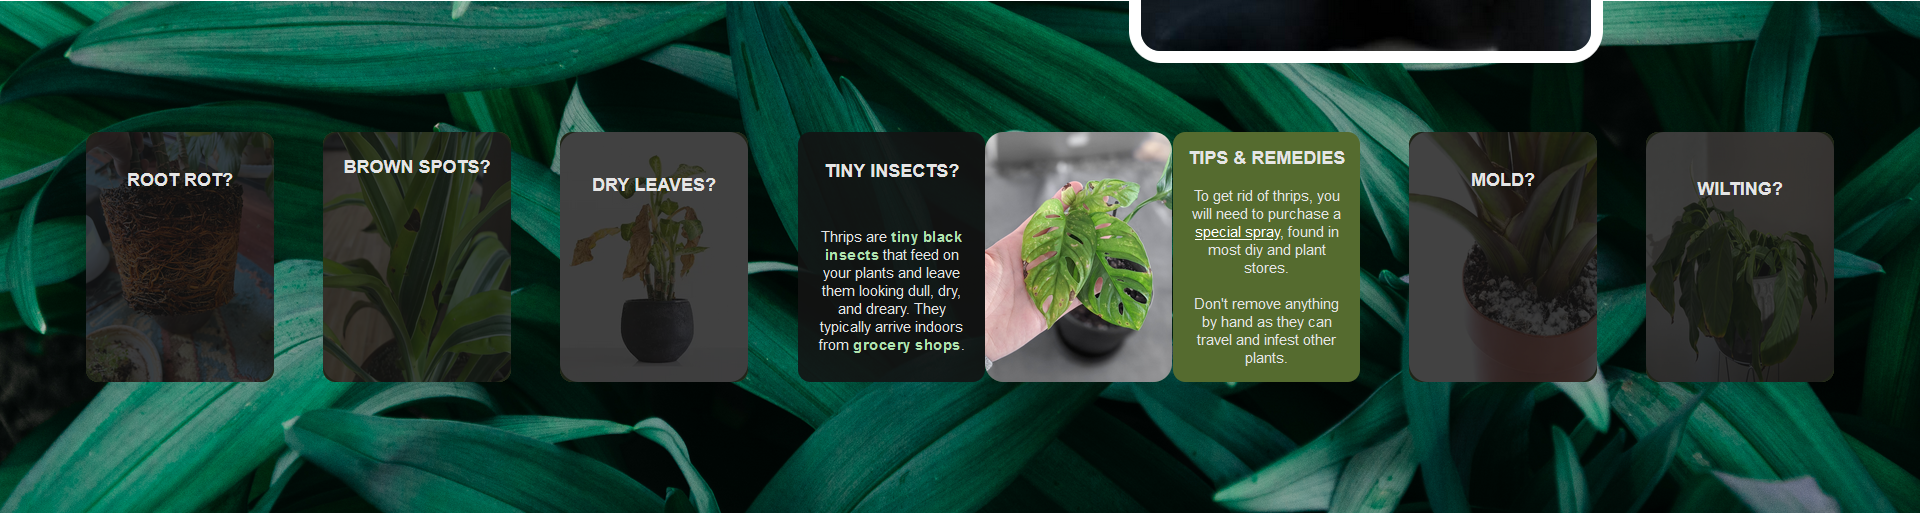 ROOT ROT?
BROWN SPOTS?
DRY LEAVES?
TINY INSECTS?
Thrips are tiny black
insects that feed on
your plants and leave
them looking dull, dry,
and dreary. They
typically arrive indoors
from grocery shops.
TIPS & REMEDIES
To get rid of thrips, you
will need to purchase a
special spray, found in
most diy and plant
stores.
Don't remove anything
by hand as they can
travel and infest other
plants.
MOLD?
WILTING?